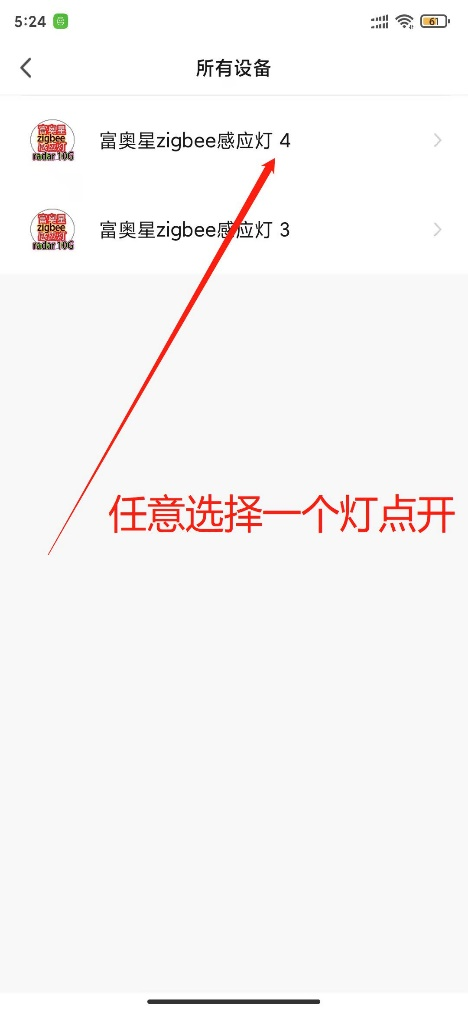 5:24
61
所有设备
富奥星
zigbee
感应灯
radar 10G
富奥星zigbee感应灯 4
富奥星
zigbee
感应灯
radar 10G
富奥星zigbee感应灯 3
任意选择一个灯点开